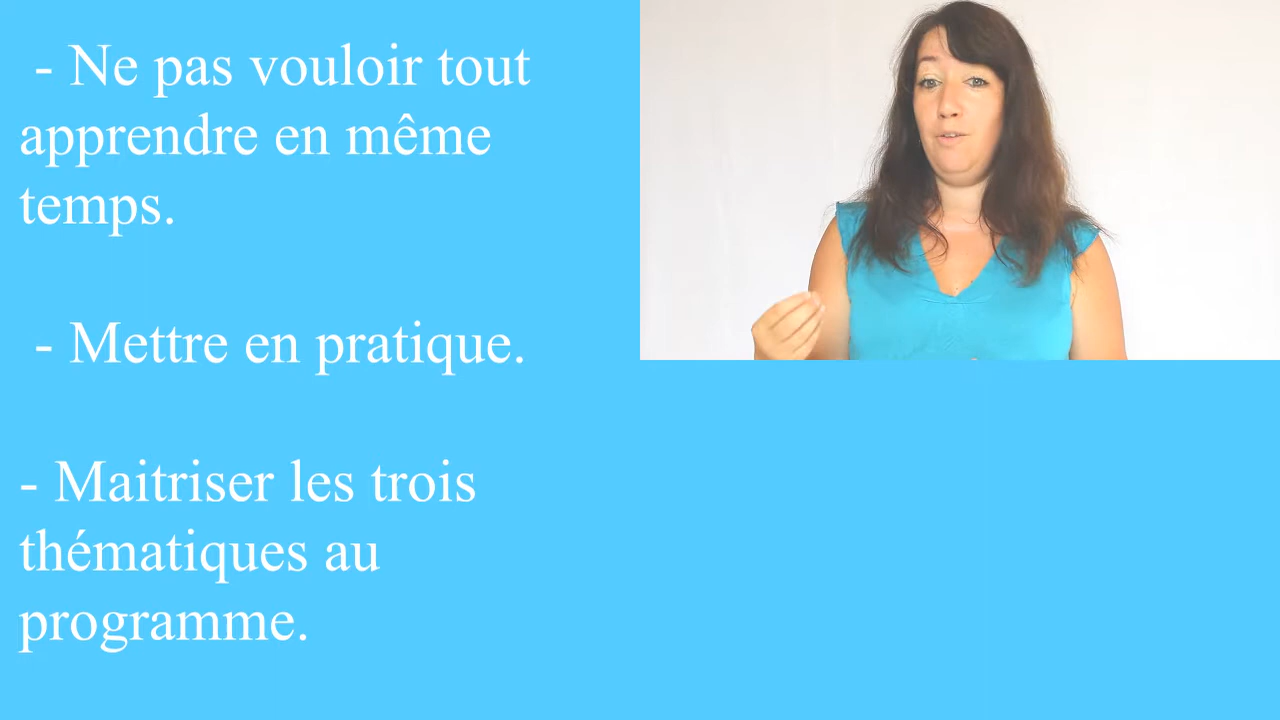 - Ne pas vouloir tout
apprendre en même
temps.
- Mettre en pratique.
- Maitriser les trois
thématiques au
programme.